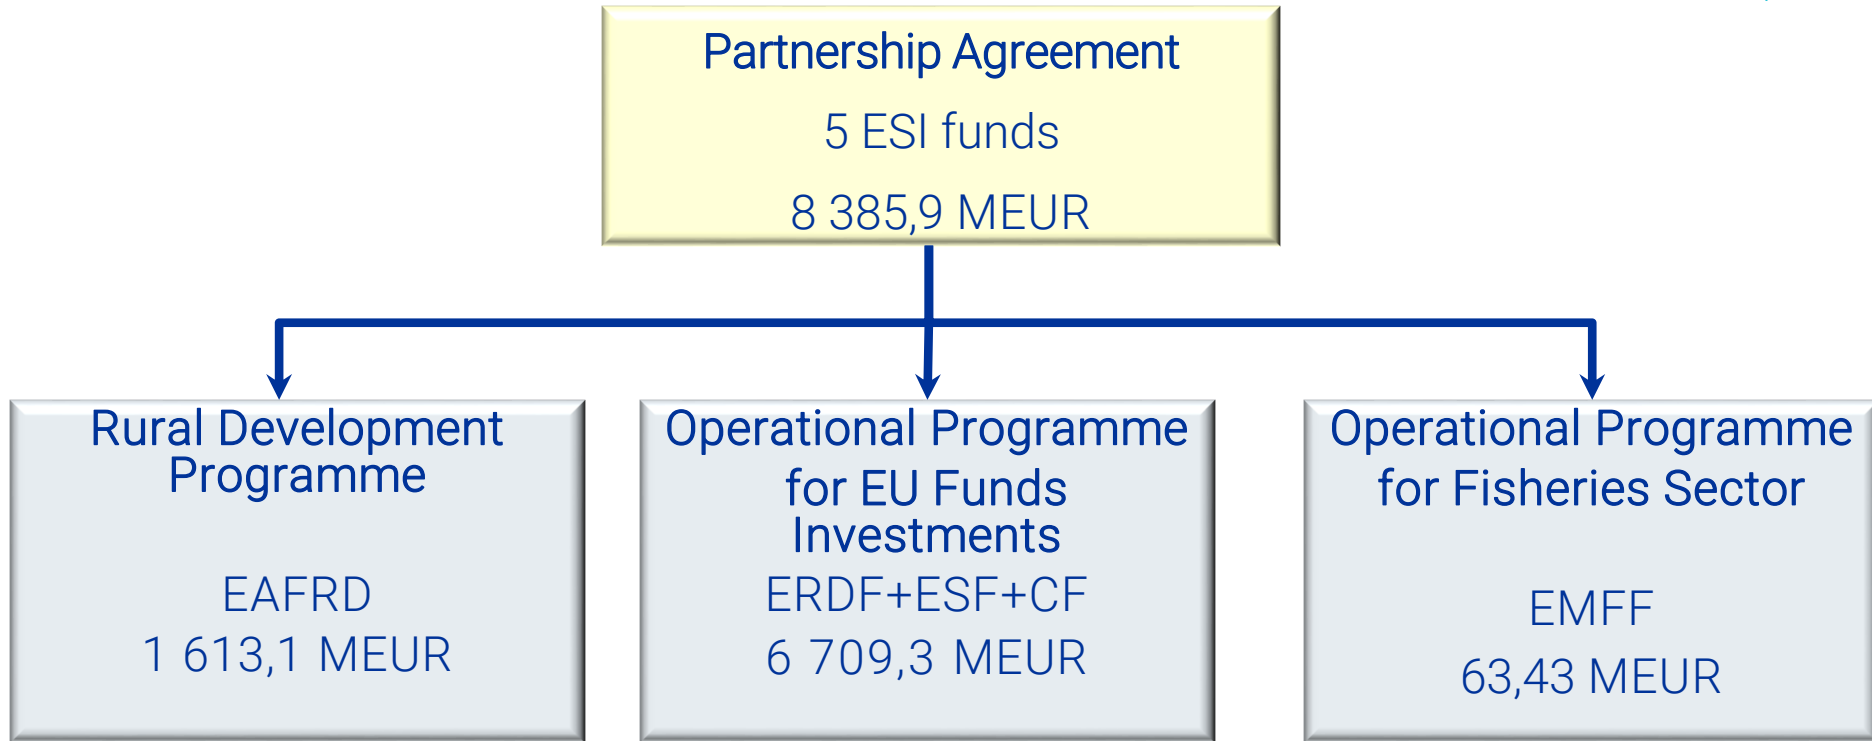 Partnership Agreement
5 ESI funds
8 385,9 MEUR
Rural Development
Programme
EAFRD
1 613,1 MEUR
Operational Programme
for EU Funds
Investments
ERDF+ESF+CF
6 709,3 MEUR
Operational Programme
for Fisheries Sector
EMFF
63,43 MEUR